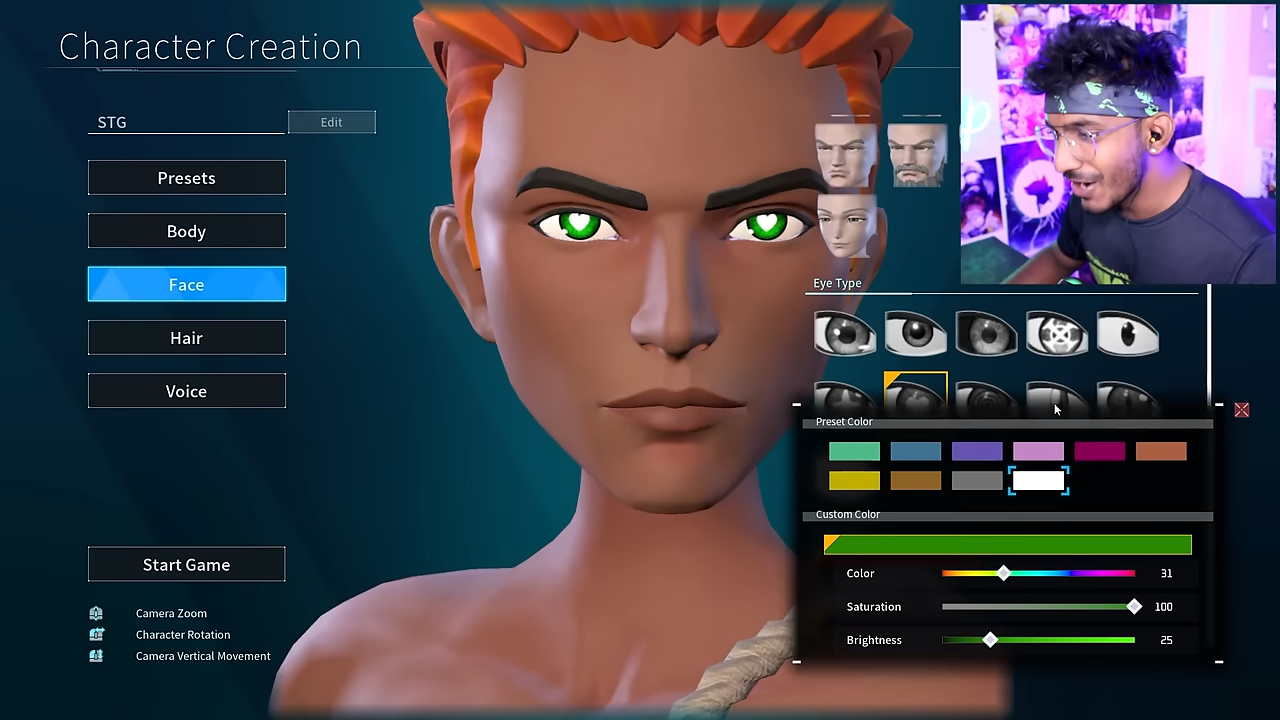 Character Creation
STG
Edit
Presets
Body
Face
Hair
Voice
Start Game
Camera Zoom
Character Rotation
Camera Vertical Movement
Eye Type
Preset Color
Custom Color
Color 31
Saturation 100
Brightness 25